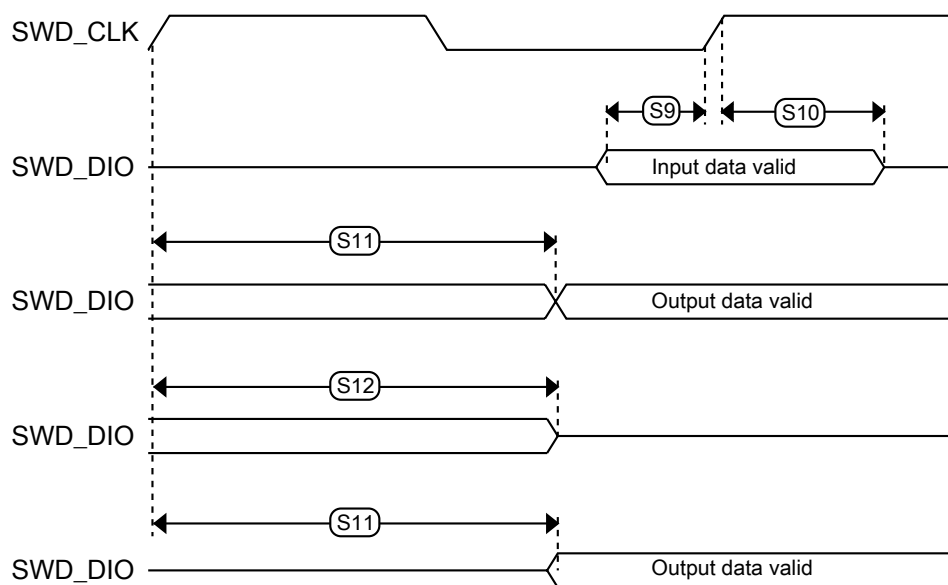 SWD_CLK
S9
S10
SWD_DIO
Input data valid
S11
SWD_DIO
Output data valid
S12
SWD_DIO
S11
SWD_DIO
Output data valid